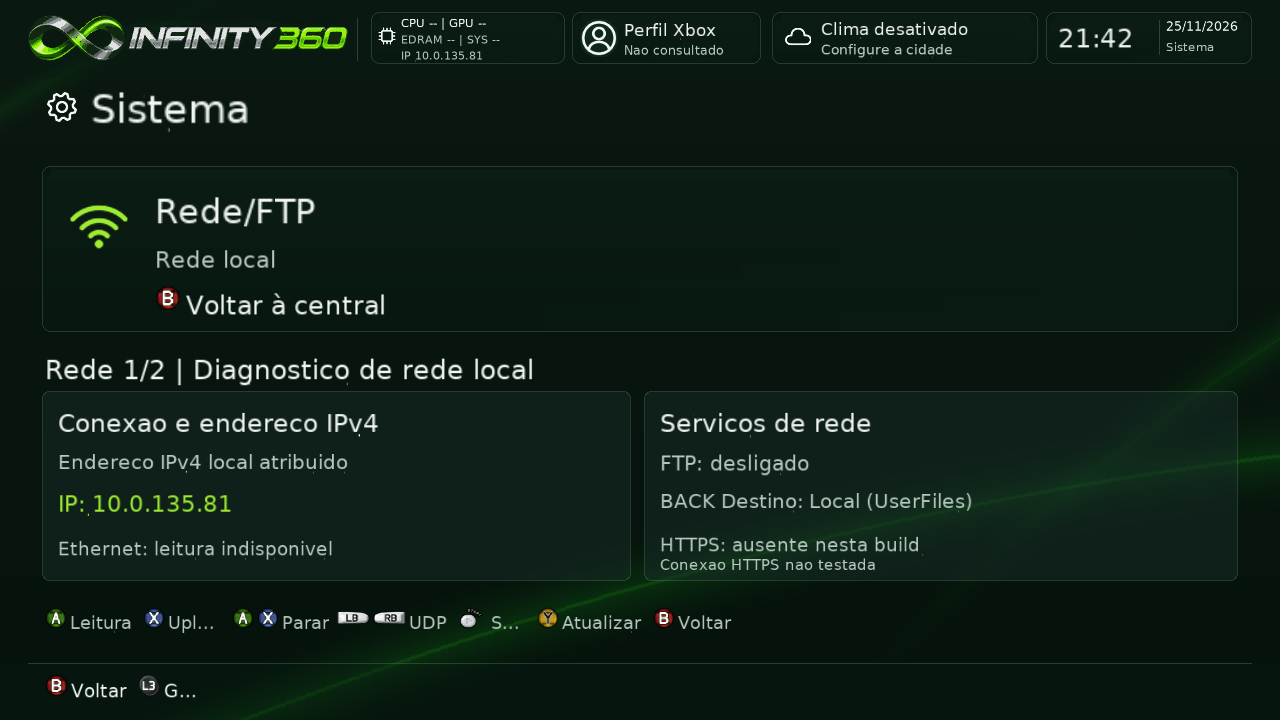 INFINITY 360
CPU -- | GPU --
EDRAM -- | SYS --
IP 10.0.135.81
Perfil Xbox
Nao consultado
Clima desativado
Configure a cidade
21:42
25/11/2026
Sistema
Sistema
Rede/FTP
Rede local
B Voltar à central
Rede 1/2 | Diagnostico de rede local
Conexao e endereco IPv4
Endereco IPv4 local atribuido
IP: 10.0.135.81
Ethernet: leitura indisponivel
Servicos de rede
FTP: desligado
BACK Destino: Local (UserFiles)
HTTPS: ausente nesta build
Conexao HTTPS nao testada
A Leitura X Upl... A X Parar LB RB UDP S... Y Atualizar B Voltar
B Voltar L3 G...